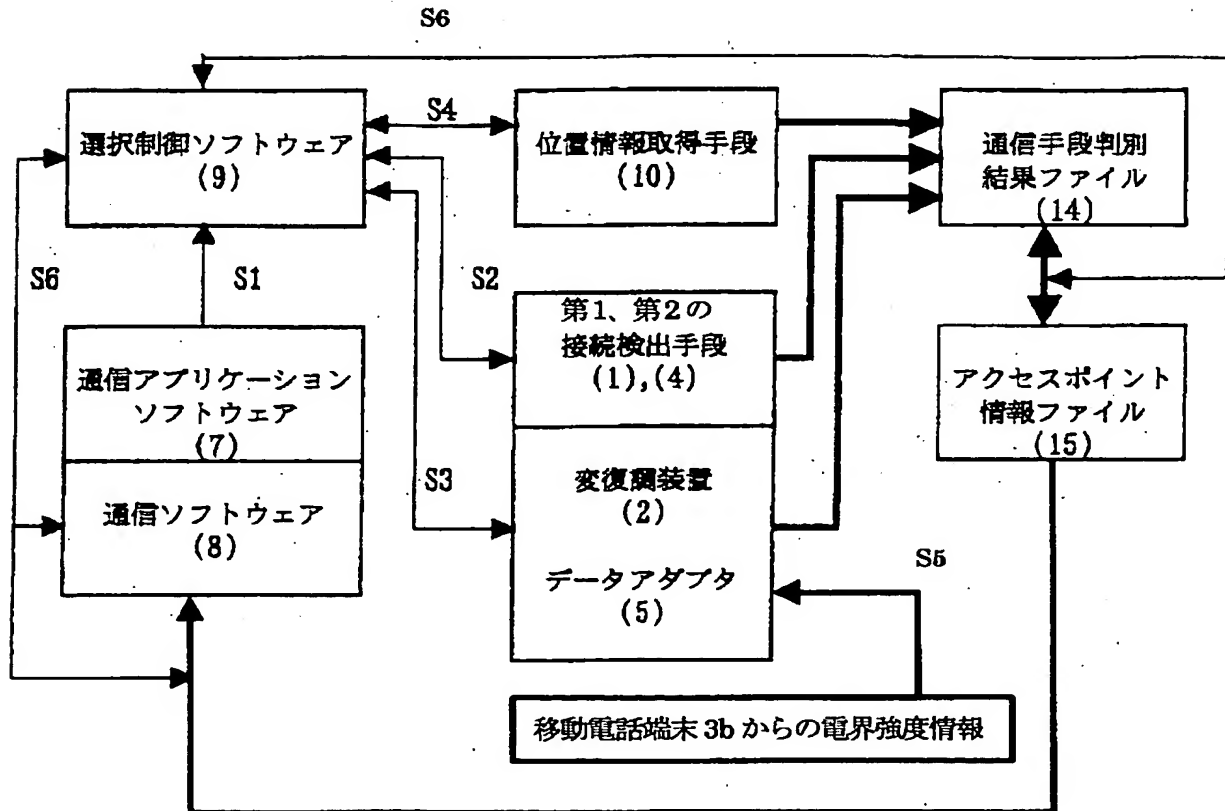 S6
選択制御ソフトウェア
(9)
S4
位置情報取得手段
(10)
通信手段判別
結果ファイル
(14)
S6
S1
S2
第1、第2の
接続検出手段
(1),(4)
通信アプリケーション
ソフトウェア
(7)
アクセスポイント
情報ファイル
(15)
S3
通信ソフトウェア
(8)
変復調装置
(2)
データアダプタ
(5)
S5
移動電話端末 3b からの電界強度情報